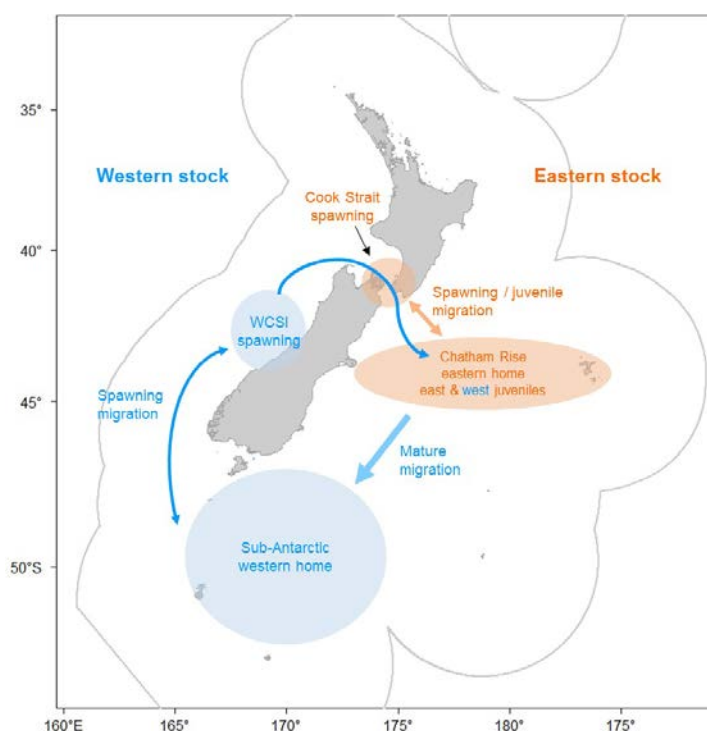 35°
Western stock
Eastern stock
Cook Strait
spawning
40°
Spawning / juvenile
migration
WCSI
spawning
Chatham Rise
eastern home
east & west juveniles
Spawning
migration
45°
Mature
migration
Sub-Antarctic
western home
50°S
160°E
165°
170°
175°
180°
175°